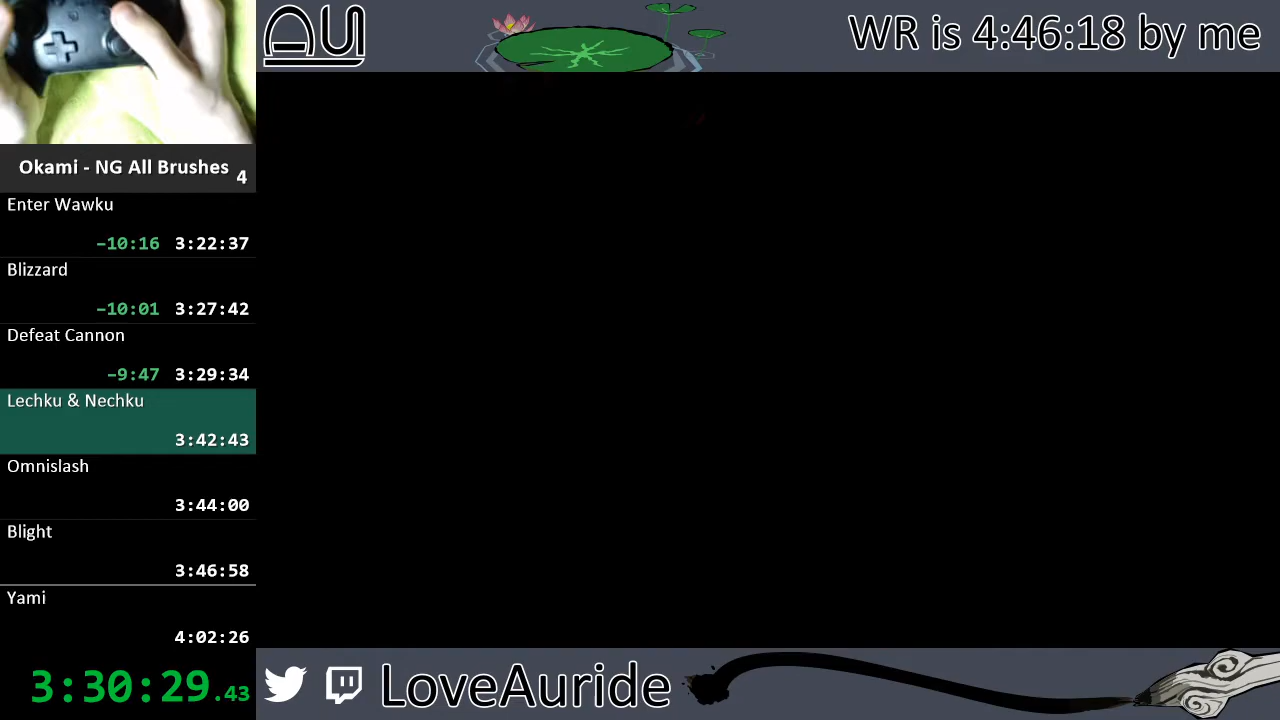 WR is 4:46:18 by me
Okami - NG All Brushes 4
Enter Wawku
-10:16 3:22:37
Blizzard
-10:01 3:27:42
Defeat Cannon
-9:47 3:29:34
Lechku & Nechku
3:42:43
Omnislash
3:44:00
Blight
3:46:58
Yami
4:02:26
3:30:29.43
LoveAuride